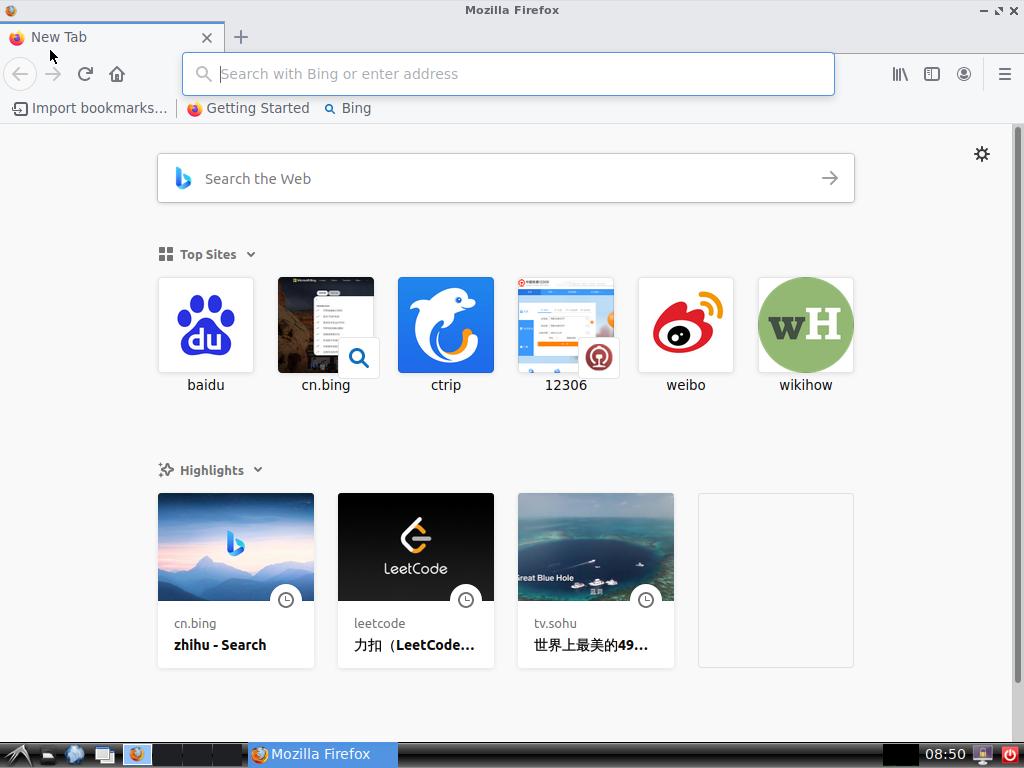 Mozilla Firefox
New Tab
Search with Bing or enter address
Import bookmarks...
Getting Started
Bing
Search the Web
Top Sites
du
wH
baidu
cn.bing
ctrip
12306
weibo
wikihow
Highlights
LeetCode
Great Blue Hole
蓝洞
cn.bing
leetcode
tv.sohu
zhihu - Search
力扣（LeetCode...
世界上最美的49...
Mozilla Firefox
08:50